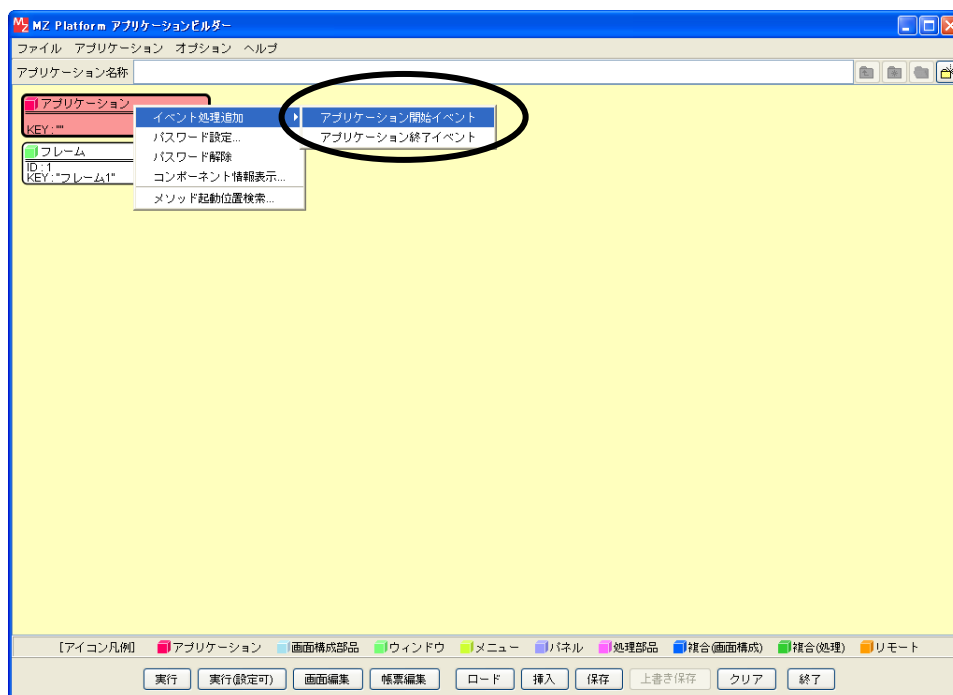 MZ Platform アプリケーションビルダー
ファイル アプリケーション オプション ヘルプ
アプリケーション名称
アプリケーション
KEY:""
フレーム
ID:1
KEY:"フレーム1"
イベント処理追加
パスワード設定...
パスワード解除
コンポーネント情報表示...
メソッド起動位置検索...
アプリケーション開始イベント
アプリケーション終了イベント
[アイコン凡例] アプリケーション 画面構成部品 ウィンドウ メニュー パネル 処理部品 複合(画面構成) 複合(処理) リモート
実行 実行(設定可) 画面編集 帳票編集 ロード 挿入 保存 上書き保存 クリア 終了